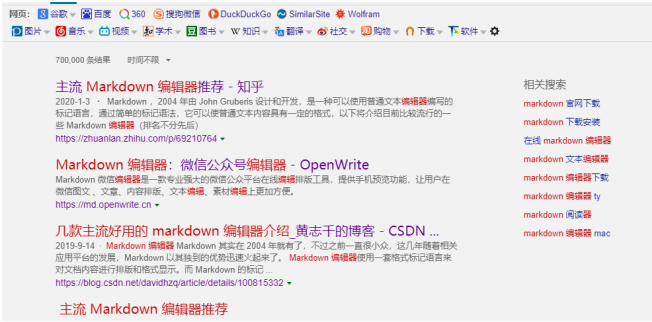 网页: 谷歌 百度 360 搜狗微信 DuckDuckGo SimilarSite Wolfram
图片 音乐 视频 学术 图书 W 知识 翻译 社交 购物 下载 软件
700,000 条结果 时间不限
主流 Markdown 编辑器推荐 - 知乎
2020-1-3 · Markdown ，2004 年由 John Gruberis 设计和开发，是一种可以使用普通文本编辑器编写的
标记语言，通过简单的标记语法，它可以使普通文本内容具有一定的格式，以下将介绍目前比较流行的一
些 Markdown 编辑器（排名不分先后）
https://zhuanlan.zhihu.com/p/69210764
Markdown 编辑器：微信公众号编辑器 - OpenWrite
Markdown 微信编辑器是一款专业强大的微信公众平台在线编辑排版工具，提供手机预览功能，让用户在
微信图文 、文章、内容排版、文本编辑、素材编辑上更加方便。
https://md.openwrite.cn
几款主流好用的 markdown 编辑器介绍_黄志千的博客 - CSDN ...
2019-9-14 · Markdown 编辑器 Markdown 其实在 2004 年就有了，不过之前一直很小众，这几年随着相关
应用平台的发展，Markdown 以其独到的优势迅速火起来了。 Markdown 编辑器使用一套格式标记语言来
对文档内容进行排版和格式显示。而 Markdown 的标记 ...
https://blog.csdn.net/davidhzq/article/details/100815332
主流 Markdown 编辑器推荐
相关搜索
markdown 官网下载
markdown 下载安装
在线 markdown 编辑器
markdown 文本编辑器
markdown 编辑器下载
markdown 编辑器 ty
markdown 阅读器
markdown 编辑器 mac